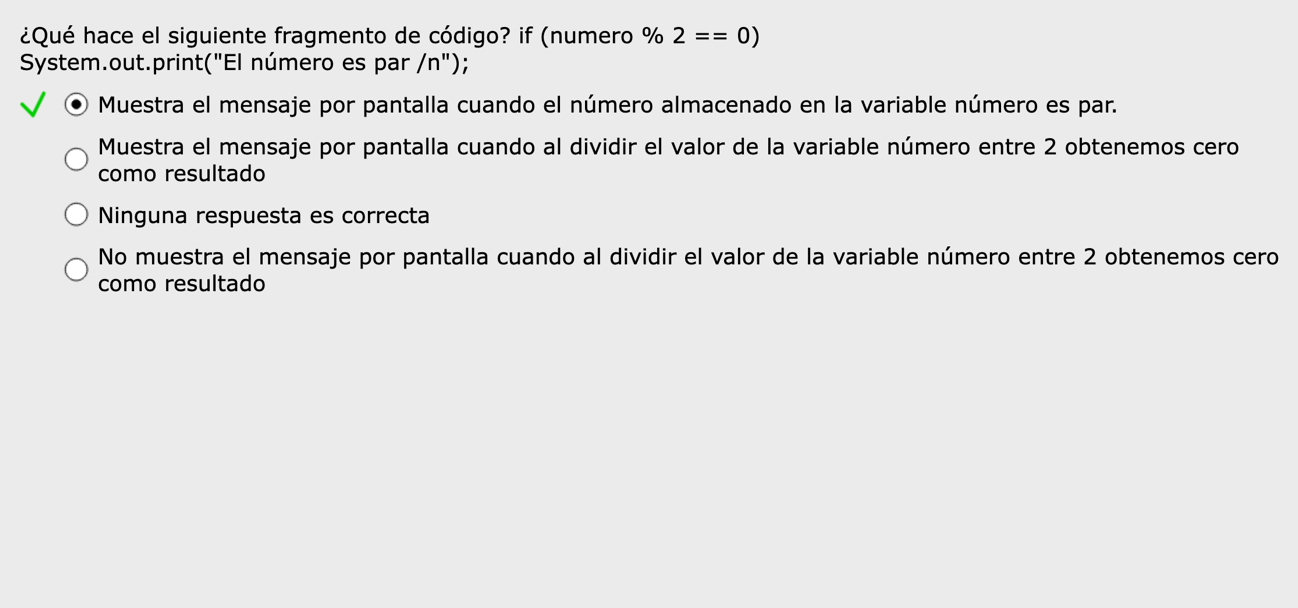 ¿Qué hace el siguiente fragmento de código? if (numero % 2 == 0)
System.out.print("El número es par /n");
Muestra el mensaje por pantalla cuando el número almacenado en la variable número es par.
Muestra el mensaje por pantalla cuando al dividir el valor de la variable número entre 2 obtenemos cero
como resultado
Ninguna respuesta es correcta
No muestra el mensaje por pantalla cuando al dividir el valor de la variable número entre 2 obtenemos cero
como resultado